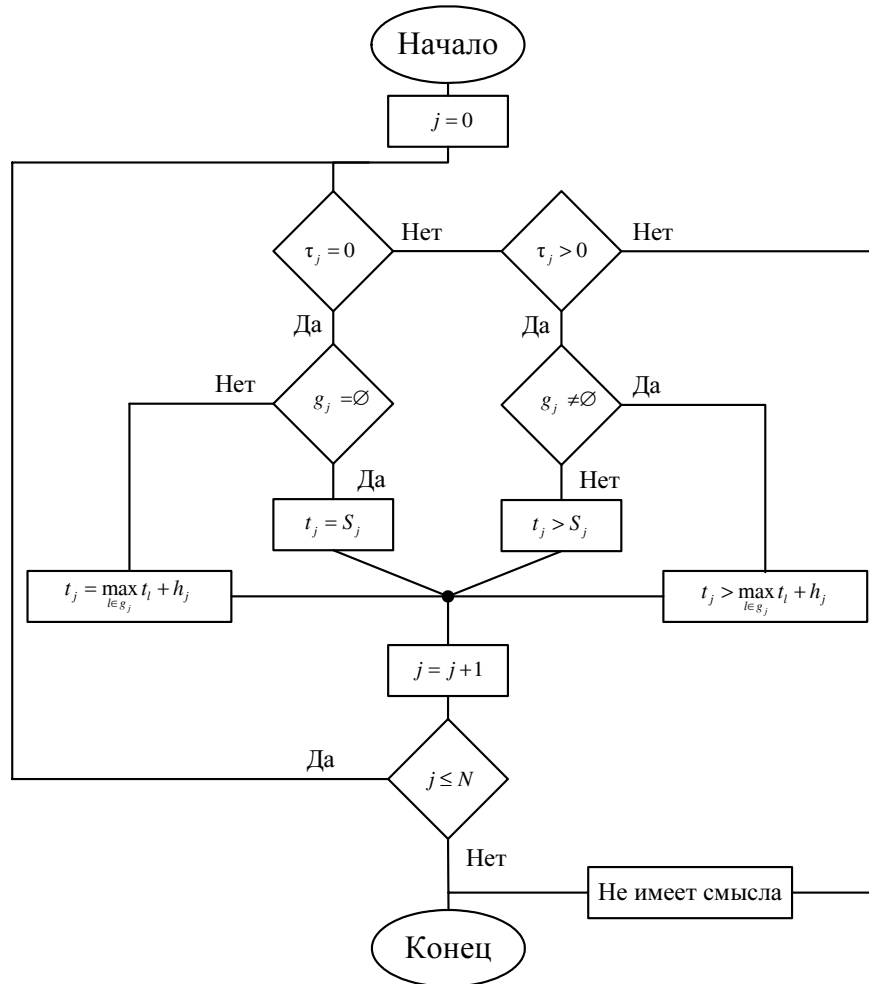 Начало
j = 0
τ_j = 0
Нет
τ_j > 0
Нет
Да
Да
Нет
g_j = ∅
g_j ≠ ∅
Да
Да
Нет
t_j = S_j
t_j > S_j
t_j = max_{l∈g_j} t_l + h_j
t_j > max_{l∈g_j} t_l + h_j
j = j+1
Да
j ≤ N
Нет
Не имеет смысла
Конец